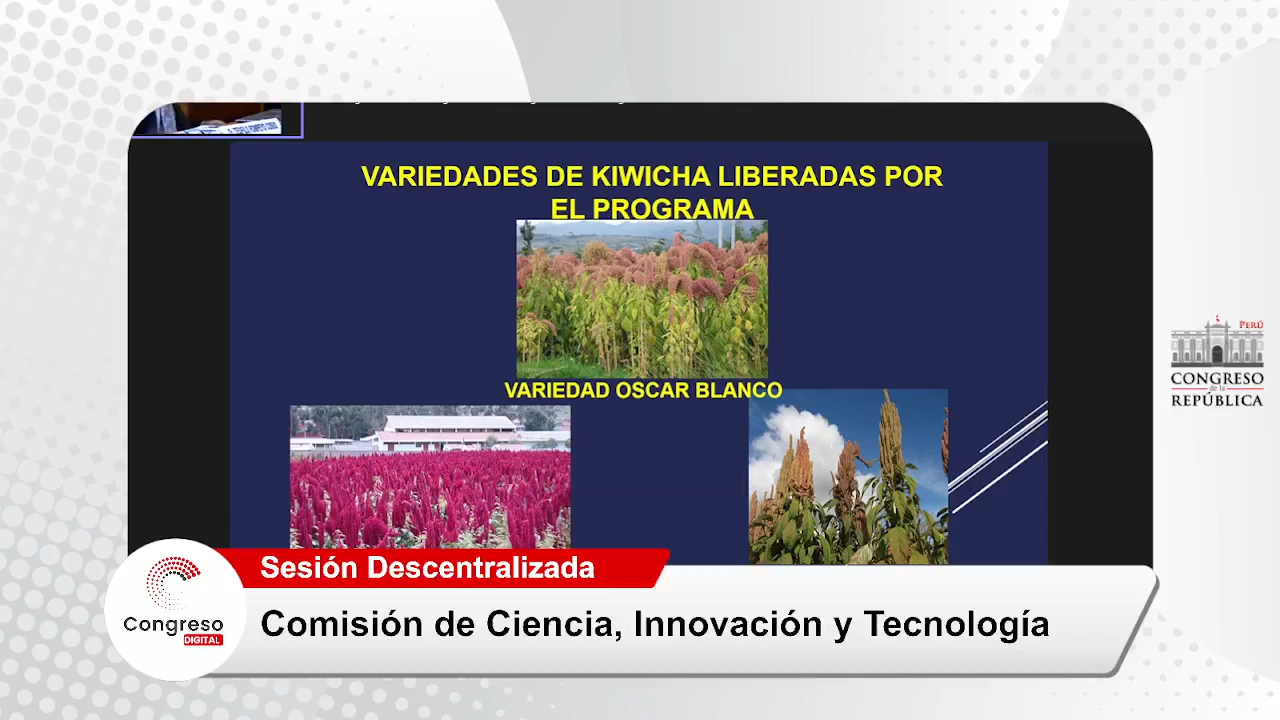 VARIEDADES DE KIWICHA LIBERADAS POR
EL PROGRAMA
VARIEDAD OSCAR BLANCO
PERÚ
CONGRESO
de la
REPÚBLICA
Sesión Descentralizada
Comisión de Ciencia, Innovación y Tecnología
Congreso
DIGITAL